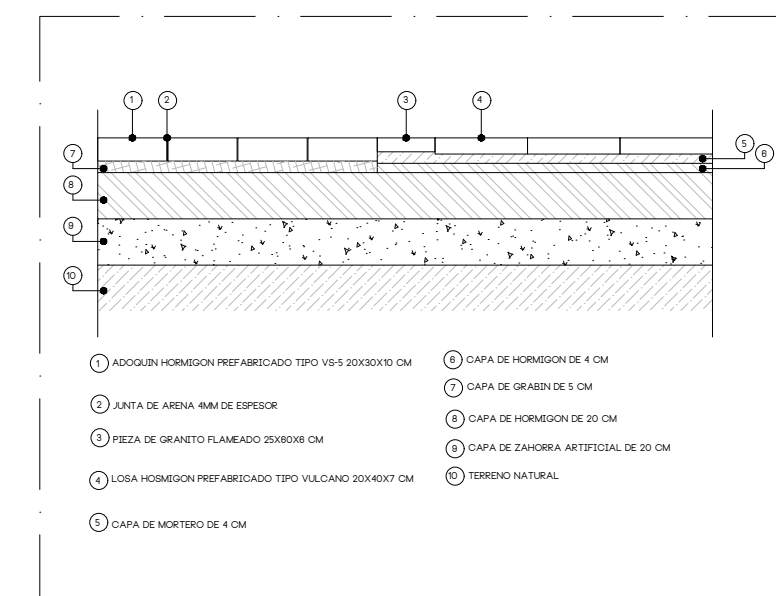 1
2
3
4
5
6
7
8
9
10
1 ADOQUIN HORMIGON PREFABRICADO TIPO VS-5 20X30X10 CM
2 JUNTA DE ARENA 4MM DE ESPESOR
3 PIEZA DE GRANITO FLAMEADO 25X60X6 CM
4 LOSA HOSMIGON PREFABRICADO TIPO VULCANO 20X40X7 CM
5 CAPA DE MORTERO DE 4 CM
6 CAPA DE HORMIGON DE 4 CM
7 CAPA DE GRABIN DE 5 CM
8 CAPA DE HORMIGON DE 20 CM
9 CAPA DE ZAHORRA ARTIFICIAL DE 20 CM
10 TERRENO NATURAL